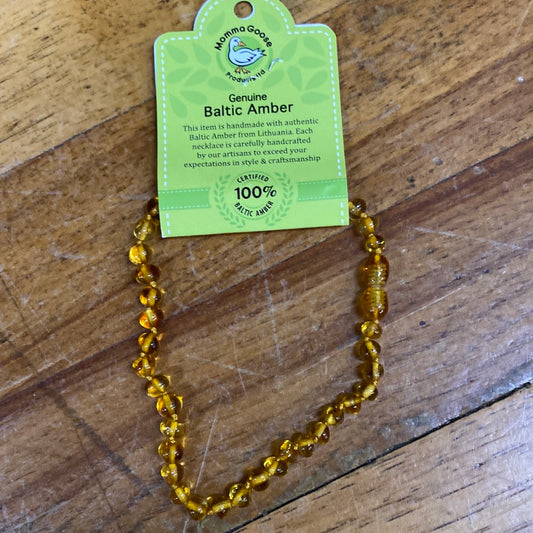 Momma Goose
Products Ltd
Genuine
Baltic Amber
This item is handmade with authentic
Baltic Amber from Lithuania. Each
necklace is carefully handcrafted
by our artisans to exceed your
expectations in style & craftsmanship
CERTIFIED
100%
BALTIC AMBER